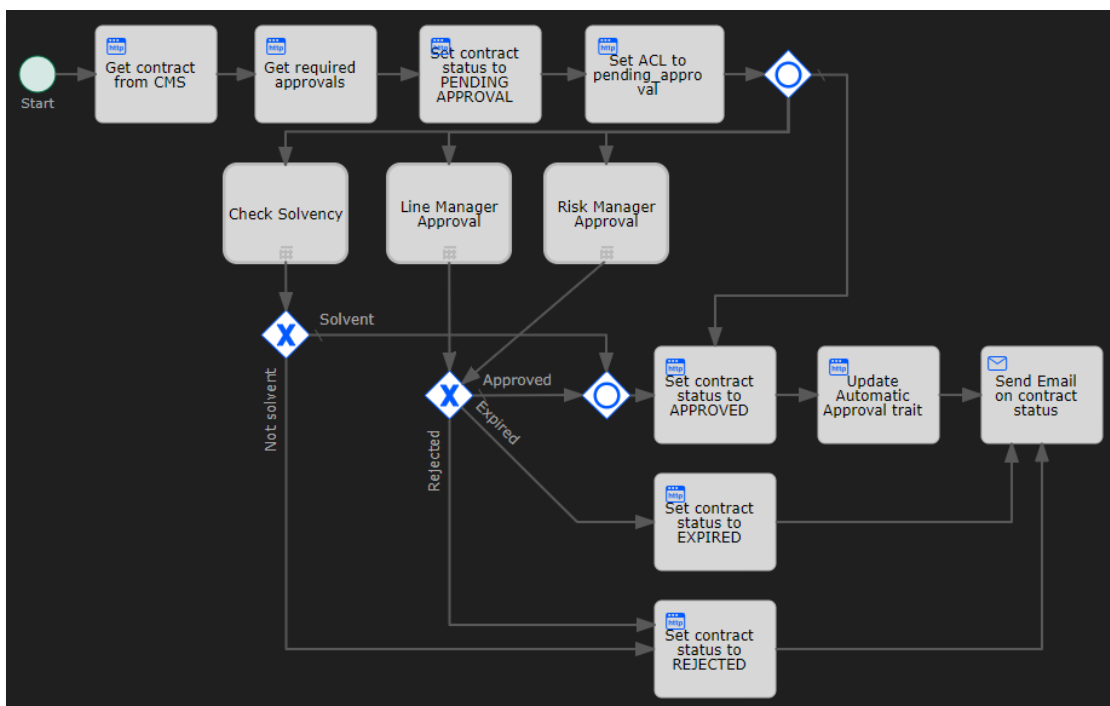 http
Get contract
from CMS
http
Get required
approvals
http
Set contract
status to
PENDING
APPROVAL
http
Set ACL to
pending_appro
val
Start
Check Solvency
Line Manager
Approval
Risk Manager
Approval
Solvent
X
Not solvent
X
Approved
Expired
Rejected
http
Set contract
status to
APPROVED
http
Update
Automatic
Approval trait
Send Email
on contract
status
http
Set contract
status to
EXPIRED
http
Set contract
status to
REJECTED